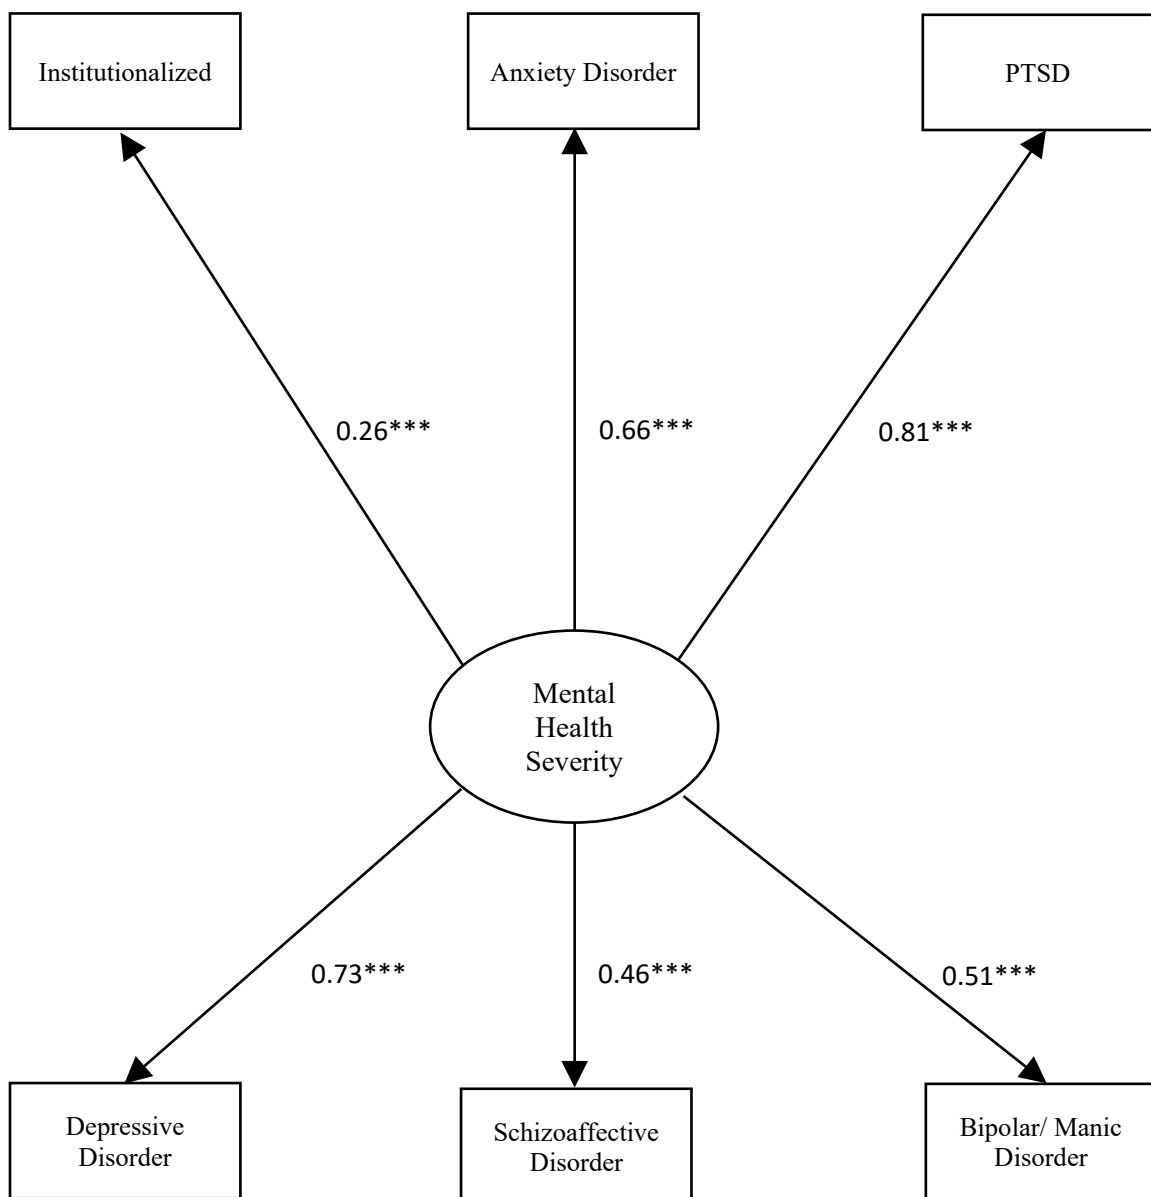 Institutionalized
Anxiety Disorder
PTSD
0.26***
0.66***
0.81***
Mental
Health
Severity
0.73***
0.46***
0.51***
Depressive
Disorder
Schizoaffective
Disorder
Bipolar/ Manic
Disorder